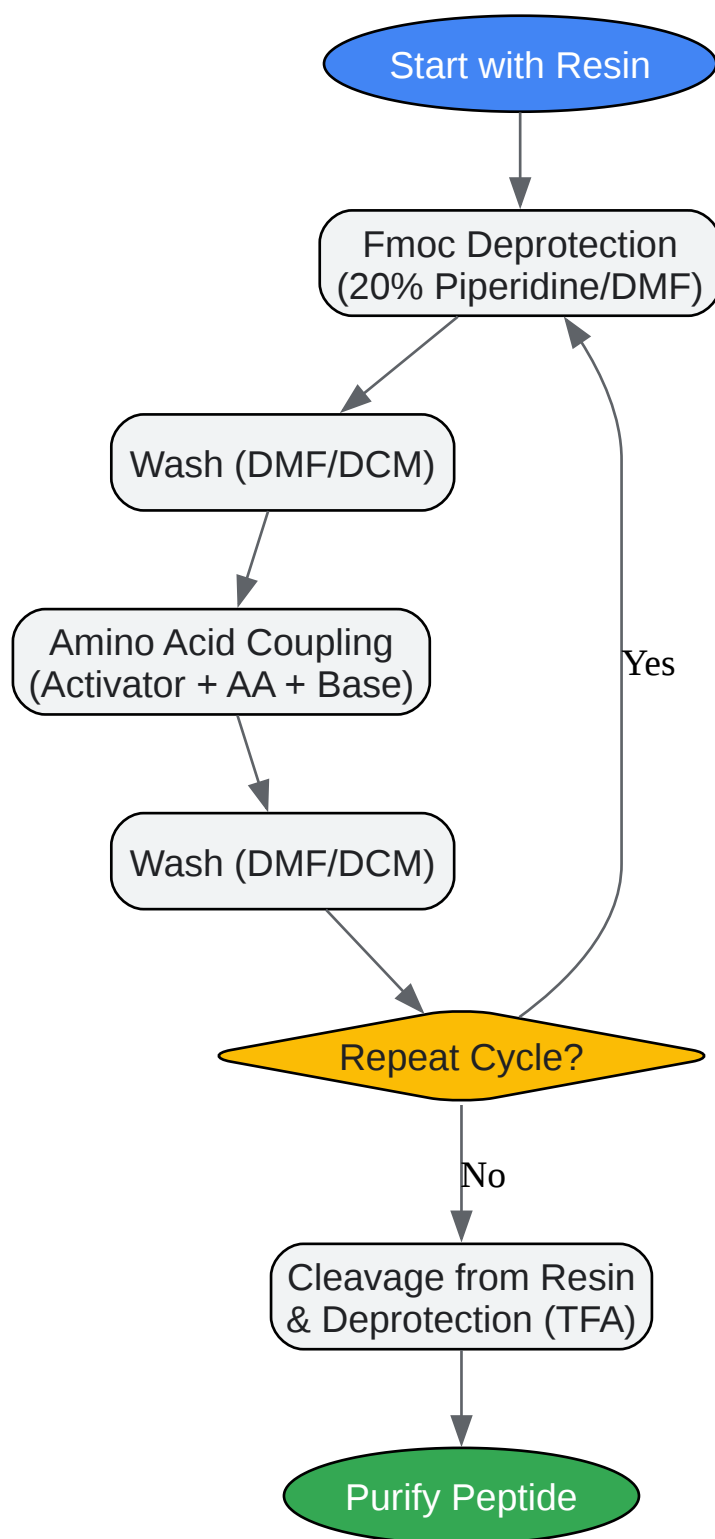 Start with Resin
Fmoc Deprotection
(20% Piperidine/DMF)
Wash (DMF/DCM)
Amino Acid Coupling
(Activator + AA + Base)
Yes
Wash (DMF/DCM)
Repeat Cycle?
No
Cleavage from Resin
& Deprotection (TFA)
Purify Peptide